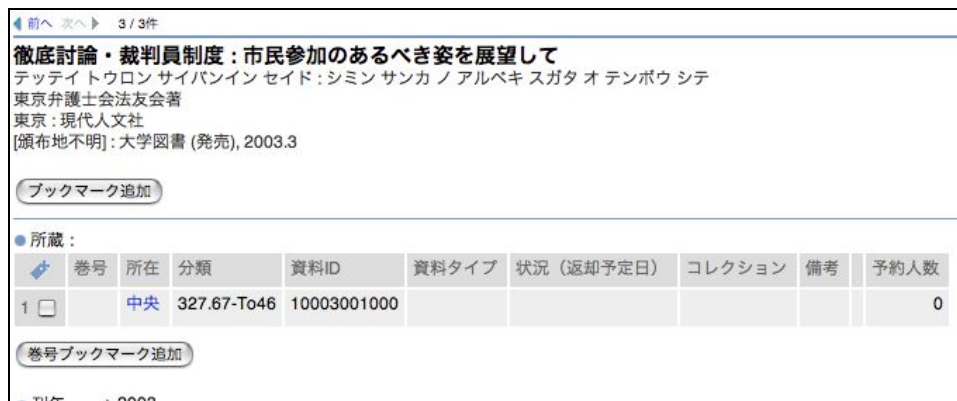 前へ 次へ 3 / 3件
徹底討論・裁判員制度 : 市民参加のあるべき姿を展望して
テッテイ トウロン サイバンイン セイド : シミン サンカ ノ アルベキ スガタ オ テンボウ シテ
東京弁護士会法友会著
東京 : 現代人文社
[頒布地不明] : 大学図書 (発売), 2003.3
ブックマーク追加
所蔵 :
巻号 所在 分類 資料ID 資料タイプ 状況（返却予定日） コレクション 備考 予約人数
1 中央 327.67-To46 10003001000 0
巻号ブックマーク追加